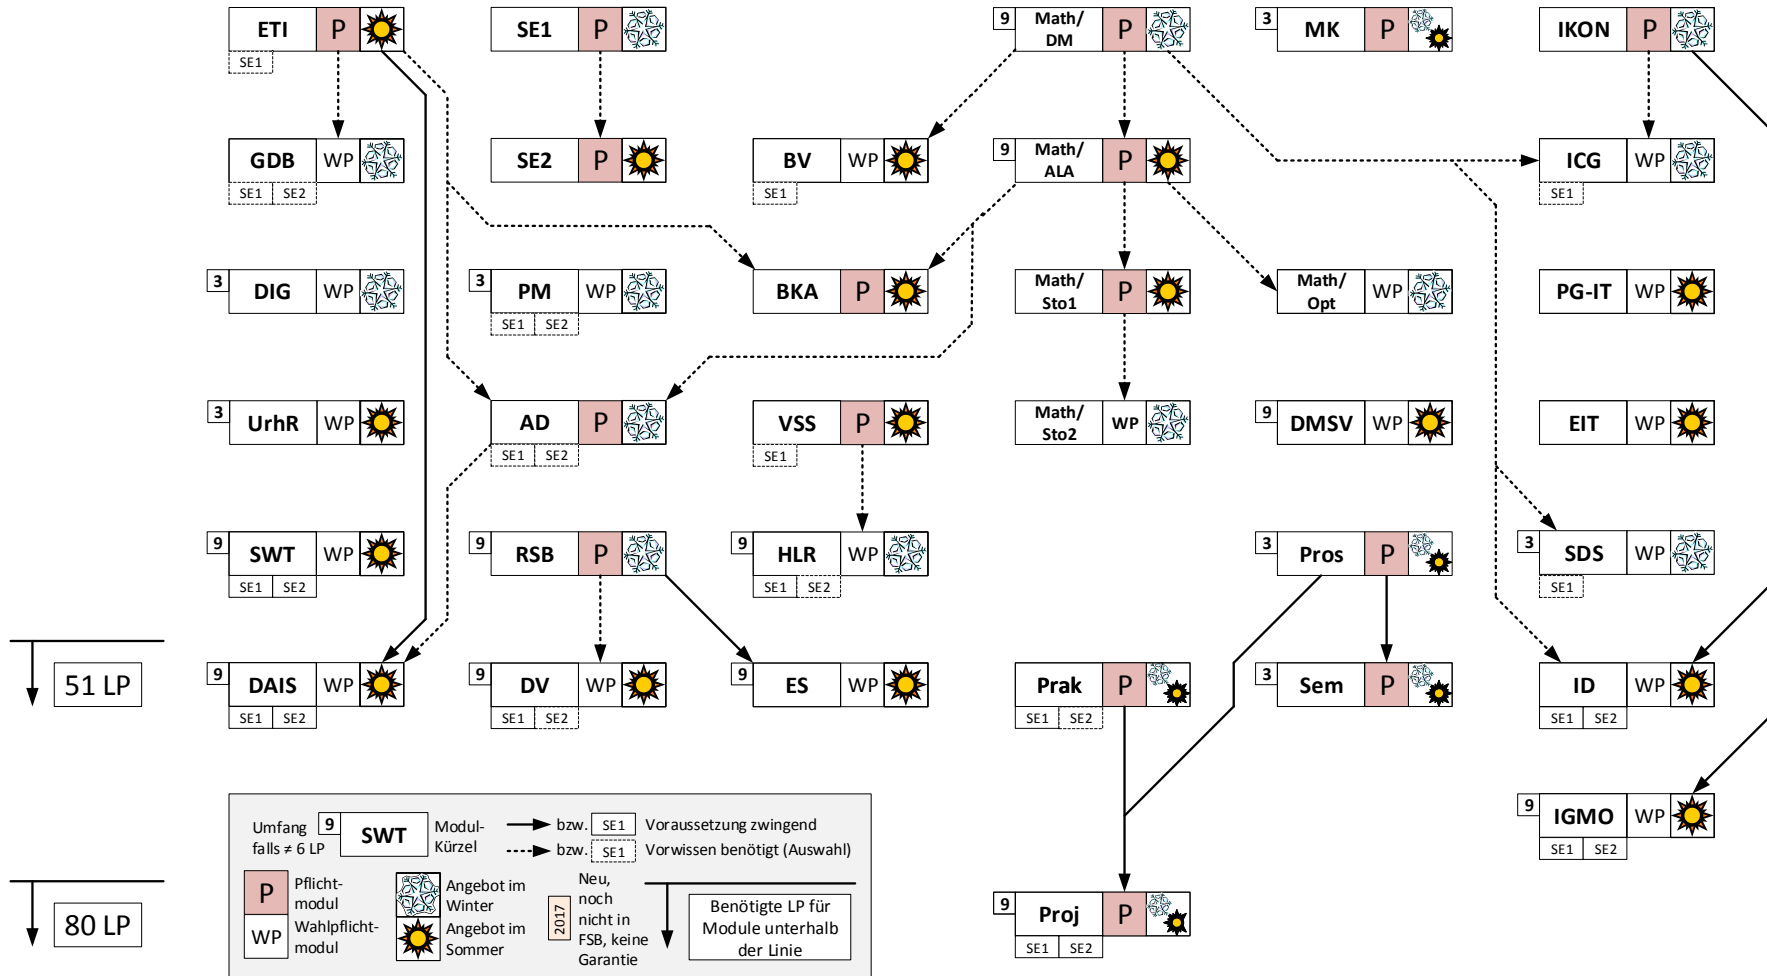 ETI P
SE1
SE1 P
9 Math/
DM P
3 MK P
IKON P
GDB WP
SE1 SE2
SE2 P
BV WP
SE1
9 Math/
ALA P
ICG WP
SE1
3 DIG WP
3 PM WP
SE1 SE2
BKA P
Math/
Sto1 P
Math/
Opt WP
PG-IT WP
3 UrhR WP
AD P
SE1 SE2
VSS P
SE1
Math/
Sto2 WP
9 DMSV WP
EIT WP
9 SWT WP
SE1 SE2
9 RSB P
9 HLR WP
SE1 SE2
3 Pros P
3 SDS WP
SE1
51 LP
9 DAIS WP
SE1 SE2
9 DV WP
SE1 SE2
9 ES WP
Prak P
SE1 SE2
3 Sem P
ID WP
SE1 SE2
9 IGMO WP
SE1 SE2
80 LP
9 Proj P
SE1 SE2
Umfang
falls ≠ 6 LP
9 SWT
Modul-
Kürzel
bzw. SE1 Voraussetzung zwingend
bzw. SE1 Vorwissen benötigt (Auswahl)
P Pflicht-
modul
WP Wahlpflicht-
modul
Angebot im
Winter
Angebot im
Sommer
2017
Neu,
noch
nicht in
FSB, keine
Garantie
Benötigte LP für
Module unterhalb
der Linie